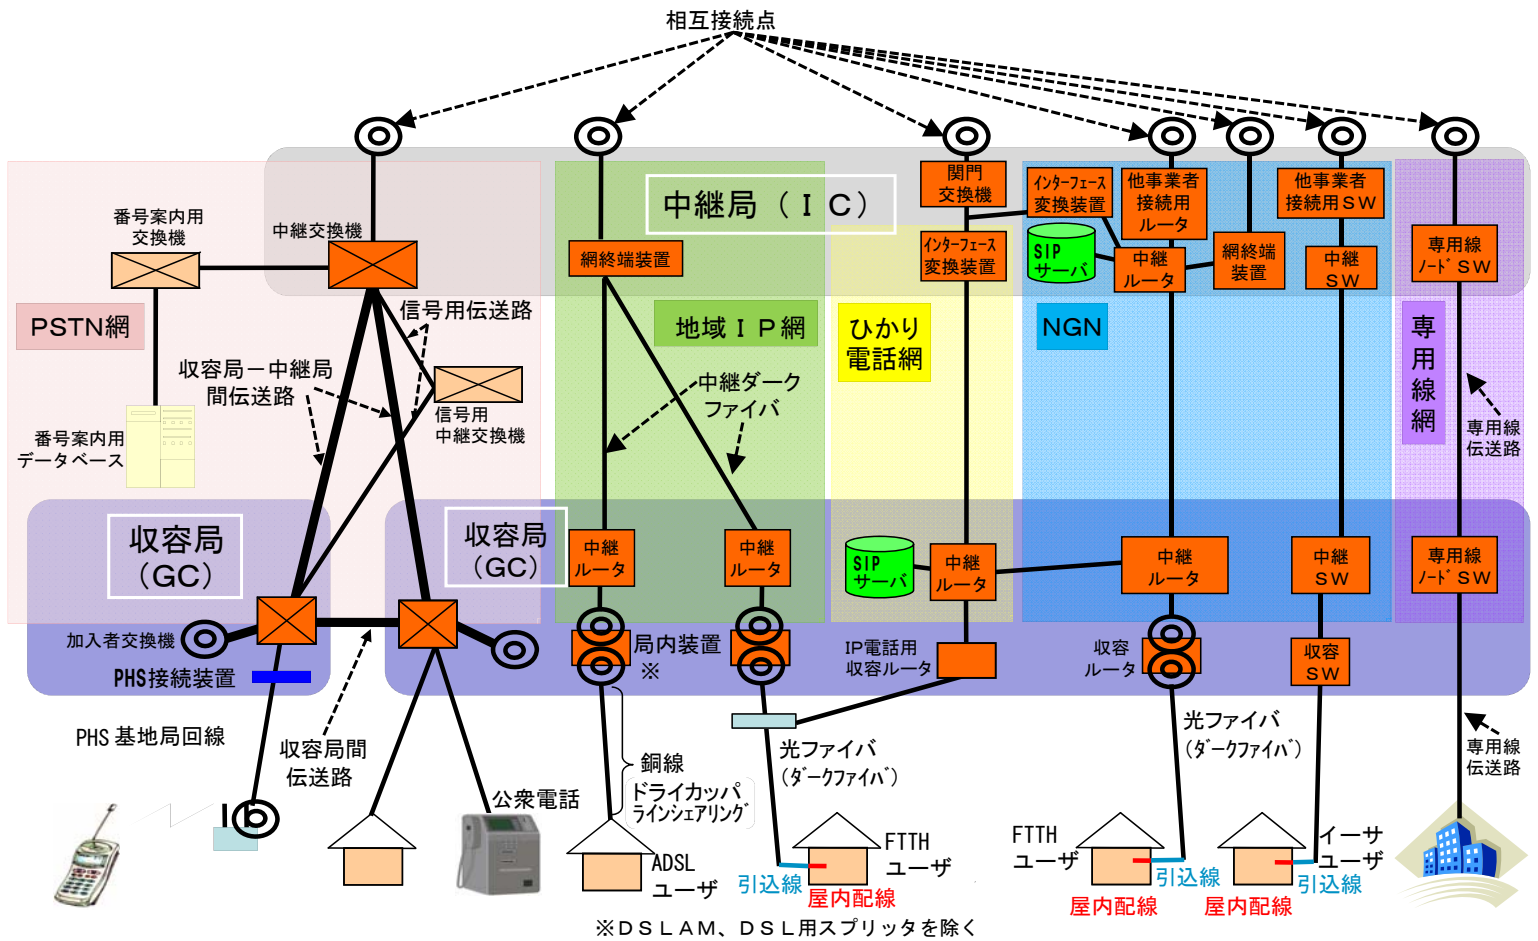 相互接続点
中継局（ＩＣ）
番号案内用
交換機
中継交換機
PSTN網
信号用伝送路
収容局－中継局
間伝送路
信号用
中継交換機
番号案内用
データベース
収容局
（GC）
収容局
（GC）
加入者交換機
PHS接続装置
PHS基地局回線
収容局間
伝送路
公衆電話
網終端装置
地域ＩＰ網
中継ダーク
ファイバ
中継
ルータ
中継
ルータ
局内装置
※
銅線
ドライカッパ
ラインシェアリング
ADSL
ユーザ
光ファイバ
（ダークファイバ）
FTTH
ユーザ
引込線
屋内配線
関門
交換機
インターフェース
変換装置
ひかり
電話網
SIP
サーバ
中継
ルータ
IP電話用
収容ルータ
インターフェース
変換装置
他事業者
接続用
ルータ
他事業者
接続用ＳＷ
SIP
サーバ
中継
ルータ
網終端
装置
中継
ＳＷ
NGN
中継
ルータ
中継
ＳＷ
収容
ルータ
収容
ＳＷ
光ファイバ
（ダークファイバ）
FTTH
ユーザ
引込線
屋内配線
イーサ
ユーザ
引込線
屋内配線
専用線
ノードＳＷ
専
用
線
網
専用線
伝送路
専用線
ノードＳＷ
専用線
伝送路
※ＤＳＬＡＭ、ＤＳＬ用スプリッタを除く